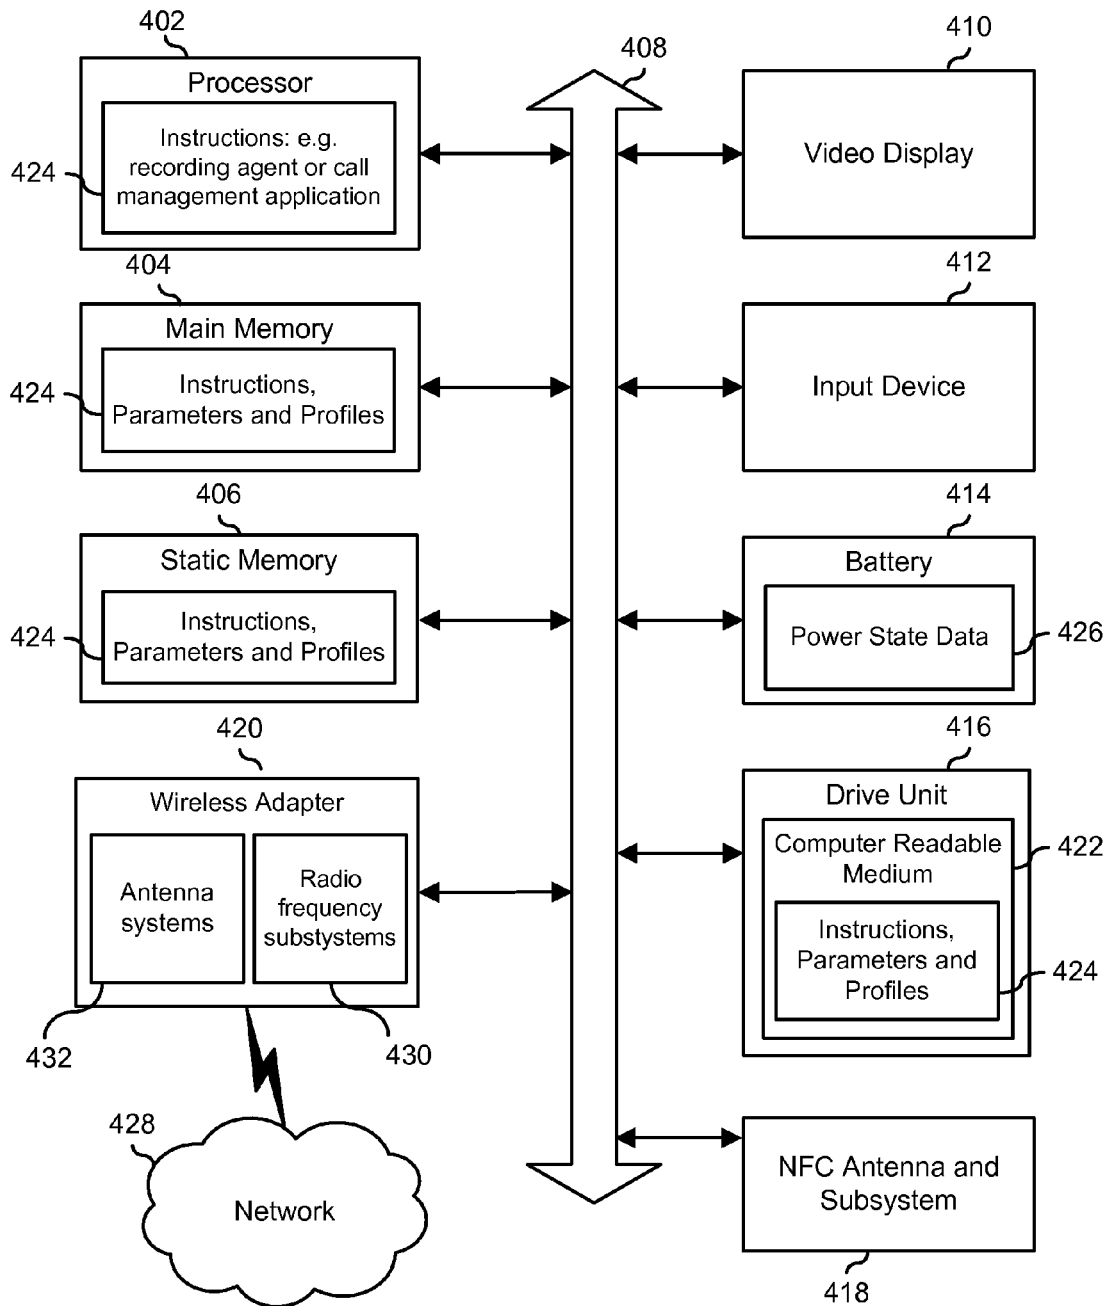 402
Processor
Instructions: e.g.
recording agent or call
management application
424
404
Main Memory
Instructions,
Parameters and Profiles
424
406
Static Memory
Instructions,
Parameters and Profiles
424
420
Wireless Adapter
Antenna
systems
Radio
frequency
substystems
432
430
428
Network
408
410
Video Display
412
Input Device
414
Battery
Power State Data
426
416
Drive Unit
Computer Readable
Medium
422
Instructions,
Parameters and
Profiles
424
NFC Antenna and
Subsystem
418